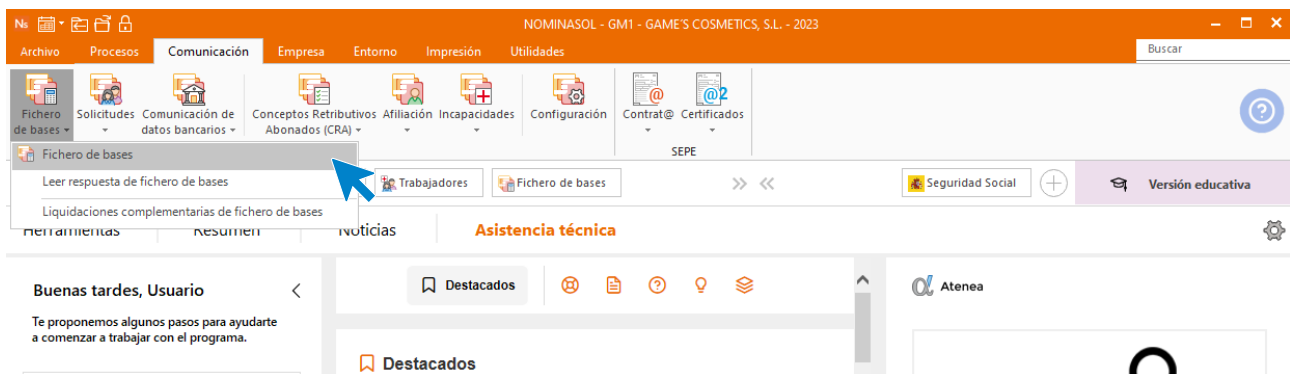 Ns
NOMINASOL - GM1 - GAME'S COSMETICS, S.L. - 2023
Archivo Procesos Comunicación Empresa Entorno Impresión Utilidades Buscar
Fichero de bases
Solicitudes
Comunicación de datos bancarios
Conceptos Retributivos Abonados (CRA)
Afiliación
Incapacidades
Configuración
Contrat@
Certificados
SEPE
Fichero de bases
Leer respuesta de fichero de bases
Liquidaciones complementarias de fichero de bases
Trabajadores
Fichero de bases
Seguridad Social
Versión educativa
Herramientas Resumen Noticias Asistencia técnica
Buenas tardes, Usuario
Te proponemos algunos pasos para ayudarte
a comenzar a trabajar con el programa.
Destacados
Destacados
Atenea